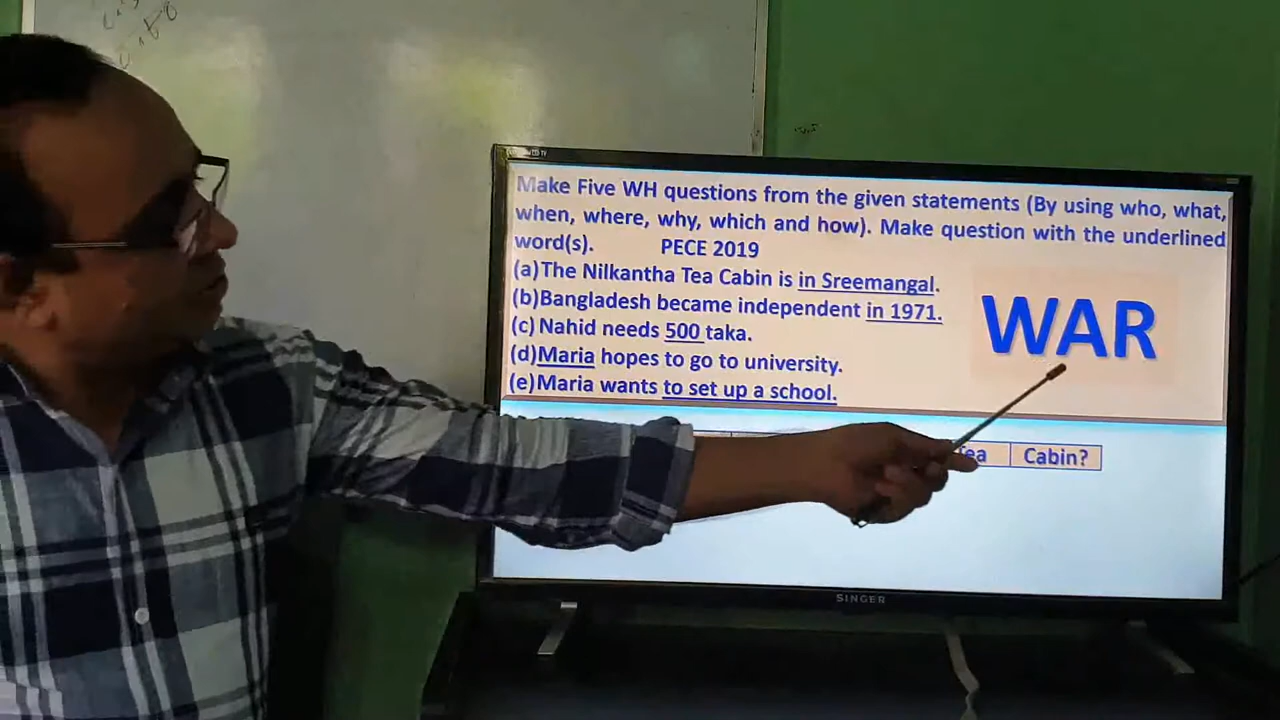 Make Five WH questions from the given statements (By using who, what,
when, where, why, which and how). Make question with the underlined
word(s). PECE 2019
(a)The Nilkantha Tea Cabin is in Sreemangal.
(b)Bangladesh became independent in 1971.
(c) Nahid needs 500 taka.
(d)Maria hopes to go to university.
(e)Maria wants to set up a school.
WAR
Tea Cabin?
SINGER